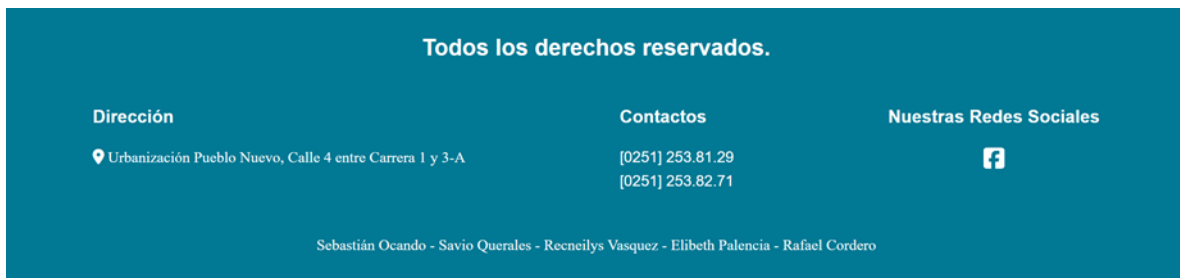 Todos los derechos reservados.
Dirección
Urbanización Pueblo Nuevo, Calle 4 entre Carrera 1 y 3-A
Contactos
[0251] 253.81.29
[0251] 253.82.71
Nuestras Redes Sociales
Sebastián Ocando - Savio Querales - Recneilys Vasquez - Elibeth Palencia - Rafael Cordero